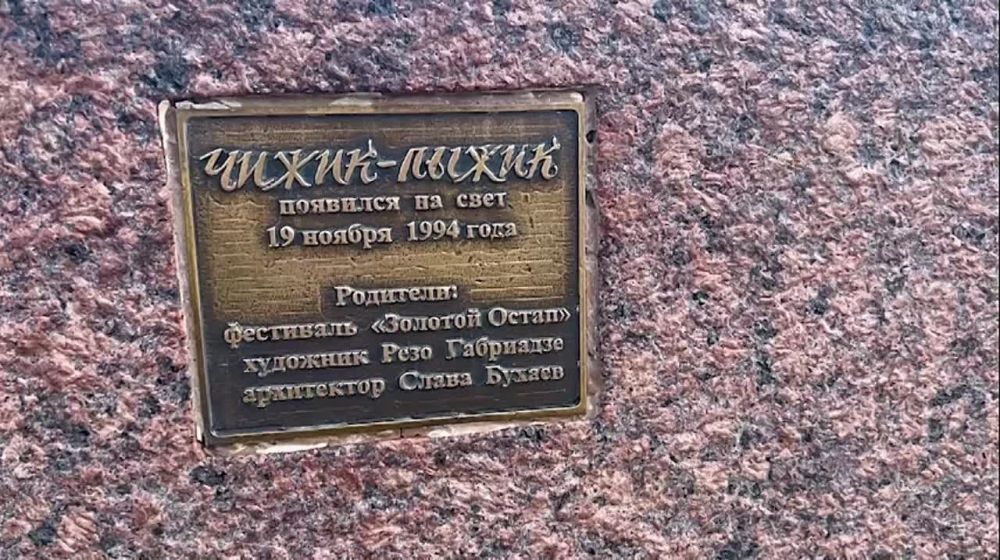 ЧИЖИК-ПЫЖИК
появился на свет
19 ноября 1994 года
Родители:
фестиваль «Золотой Остап»
художник Резо Габриадзе
архитектор Слава Бухаев